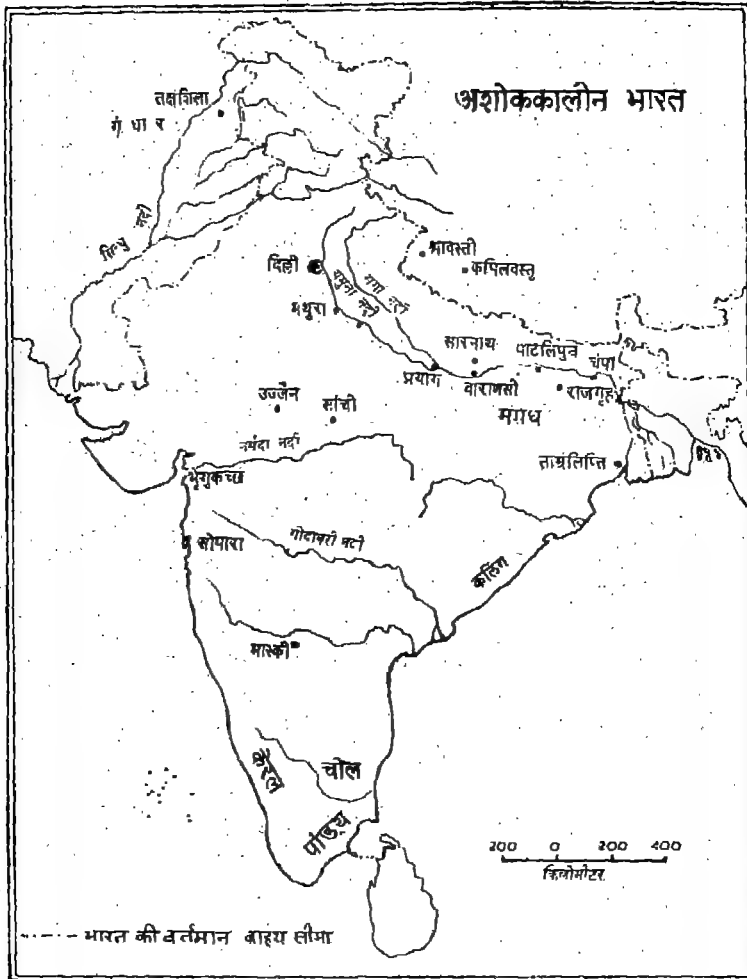 अशोककालीन भारत
तक्षशिला
गंधार
सिन्धु नदी
श्रावस्ती
कपिलवस्तु
दिल्ली
यमुना नदी
गंगा नदी
मथुरा
सारनाथ
पाटलिपुत्र
चंपा
प्रयाग
वाराणसी
राजगृह
मगध
उज्जैन
सांची
नर्मदा नदी
ताम्रलिप्ति
भृगुकच्छ
सोपारा
गोदावरी नदी
कलिंग
मास्की
केरल
चोल
पांड्य
200 0 200 400
किलोमीटर
भारत की वर्तमान बाह्य सीमा